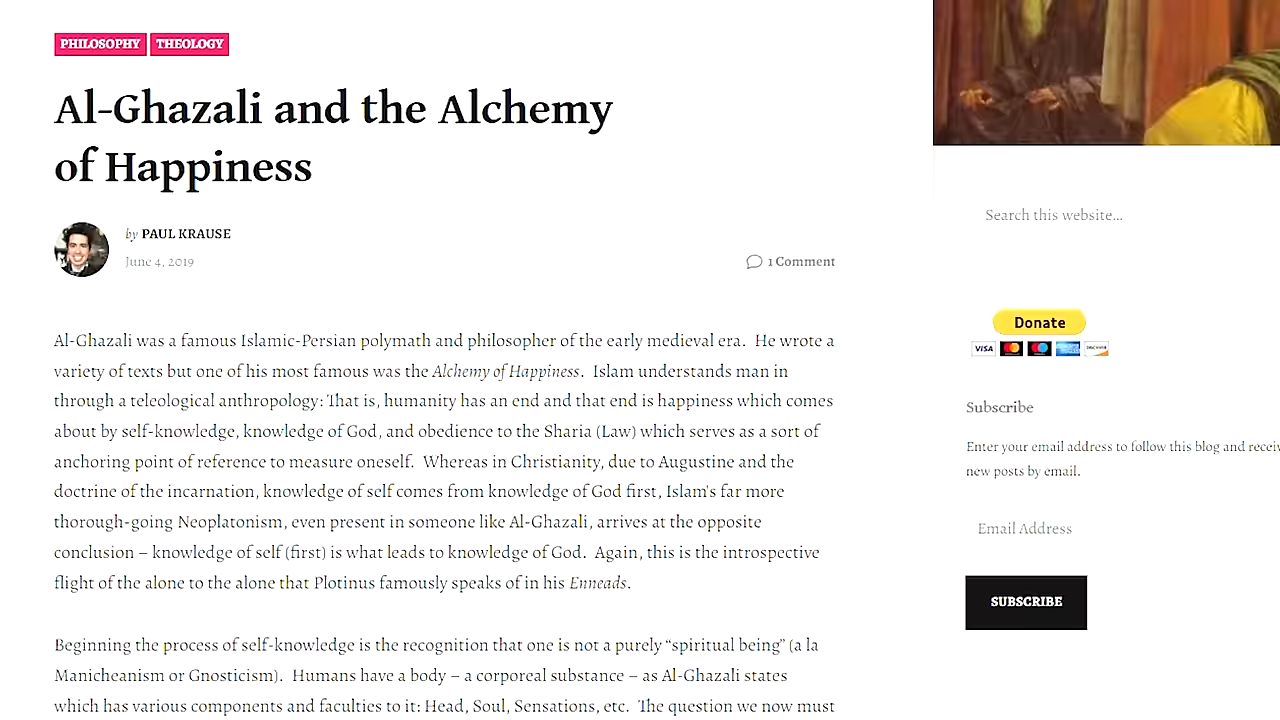 PHILOSOPHY THEOLOGY
Al-Ghazali and the Alchemy
of Happiness
by PAUL KRAUSE
June 4, 2019
1 Comment
Al-Ghazali was a famous Islamic-Persian polymath and philosopher of the early medieval era. He wrote a
variety of texts but one of his most famous was the Alchemy of Happiness. Islam understands man in
through a teleological anthropology: That is, humanity has an end and that end is happiness which comes
about by self-knowledge, knowledge of God, and obedience to the Sharia (Law) which serves as a sort of
anchoring point of reference to measure oneself. Whereas in Christianity, due to Augustine and the
doctrine of the incarnation, knowledge of self comes from knowledge of God first, Islam's far more
thorough-going Neoplatonism, even present in someone like Al-Ghazali, arrives at the opposite
conclusion – knowledge of self (first) is what leads to knowledge of God. Again, this is the introspective
flight of the alone to the alone that Plotinus famously speaks of in his Enneads.
Beginning the process of self-knowledge is the recognition that one is not a purely “spiritual being” (a la
Manicheanism or Gnosticism). Humans have a body – a corporeal substance – as Al-Ghazali states
which has various components and faculties to it: Head, Soul, Sensations, etc. The question we now must
Search this website…
Donate
VISA
DISCOVER
Subscribe
Enter your email address to follow this blog and receiv
new posts by email.
Email Address
SUBSCRIBE